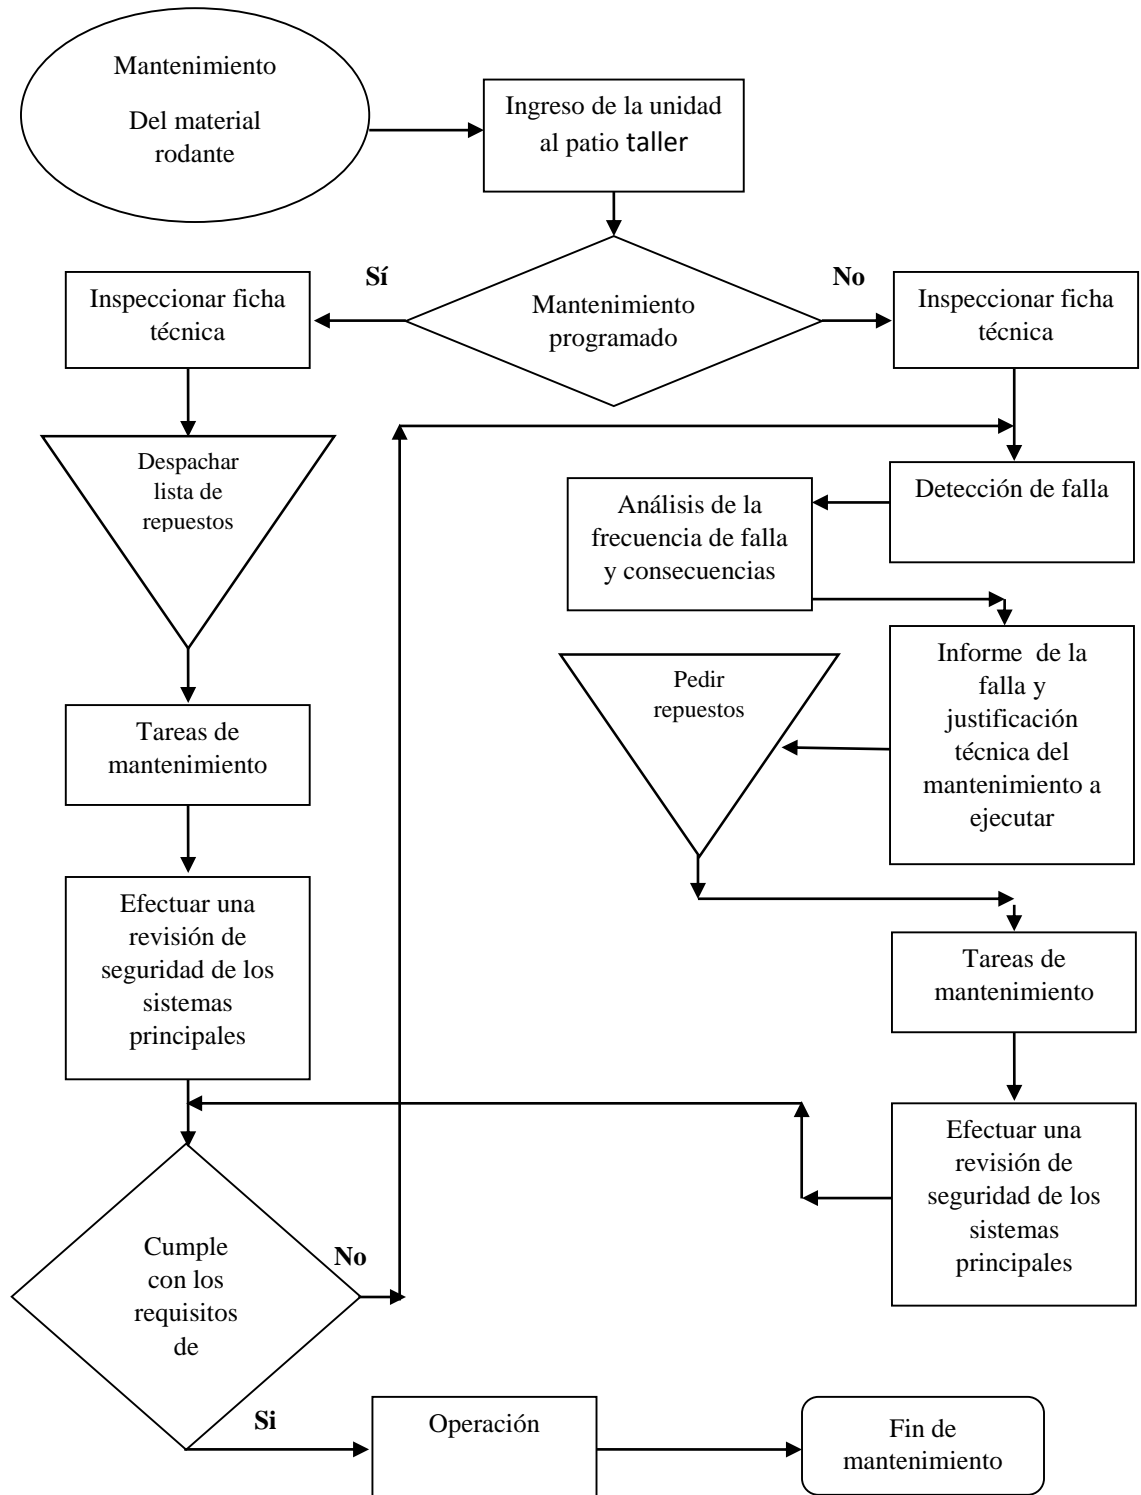 Mantenimiento
Del material
rodante
Ingreso de la unidad
al patio taller
Sí
No
Inspeccionar ficha
técnica
Mantenimiento
programado
Inspeccionar ficha
técnica
Despachar
lista de
repuestos
Detección de falla
Análisis de la
frecuencia de falla
y consecuencias
Informe de la
falla y
justificación
técnica del
mantenimiento a
ejecutar
Pedir
repuestos
Tareas de
mantenimiento
Efectuar una
revisión de
seguridad de los
sistemas
principales
Tareas de
mantenimiento
Efectuar una
revisión de
seguridad de los
sistemas
principales
Cumple
con los
requisitos
de
No
Si
Operación
Fin de
mantenimiento